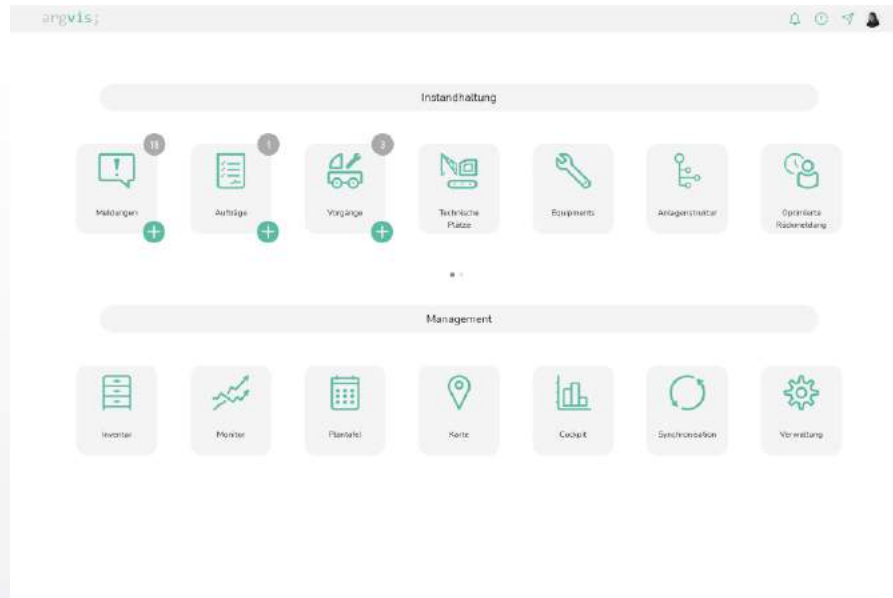 argvis;
Instandhaltung
18
1
3
Meldungen
Aufträge
Vorgänge
Technische
Plätze
Equipments
Anlagenstruktur
Optimierte
Rückmeldung
Management
Inventar
Monitor
Plantafel
Karte
Cockpit
Synchronisation
Verwaltung